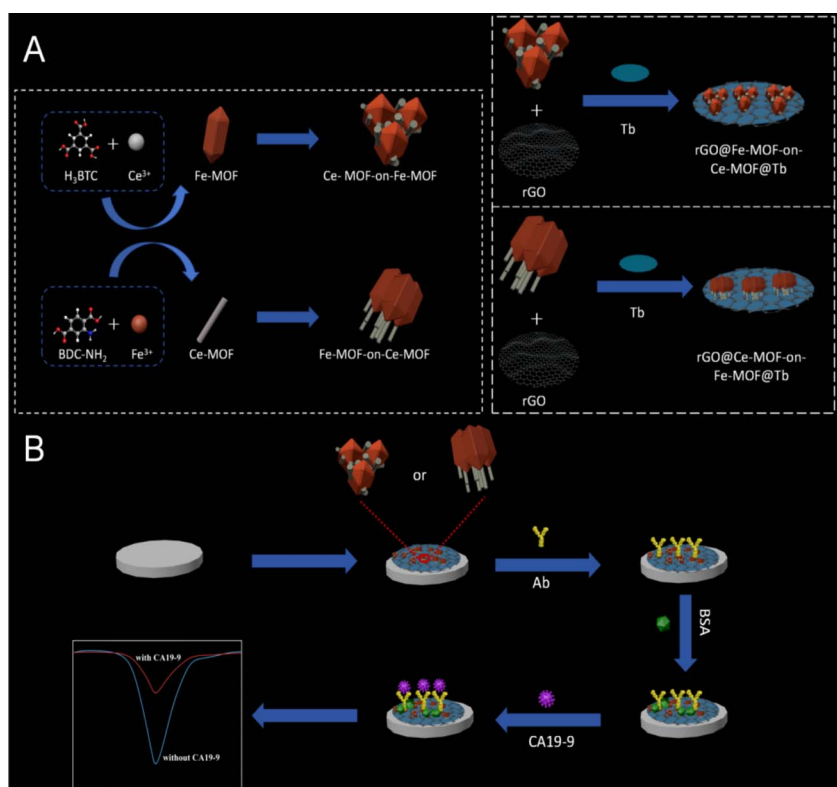 A
H₃BTC
+
Ce³⁺
Fe-MOF
Ce- MOF-on-Fe-MOF
BDC-NH₂
+
Fe³⁺
Ce-MOF
Fe-MOF-on-Ce-MOF
+
rGO
Tb
rGO@Fe-MOF-on-
Ce-MOF@Tb
+
rGO
Tb
rGO@Ce-MOF-on-
Fe-MOF@Tb
B
or
Ab
BSA
CA19-9
with CA19-9
without CA19-9